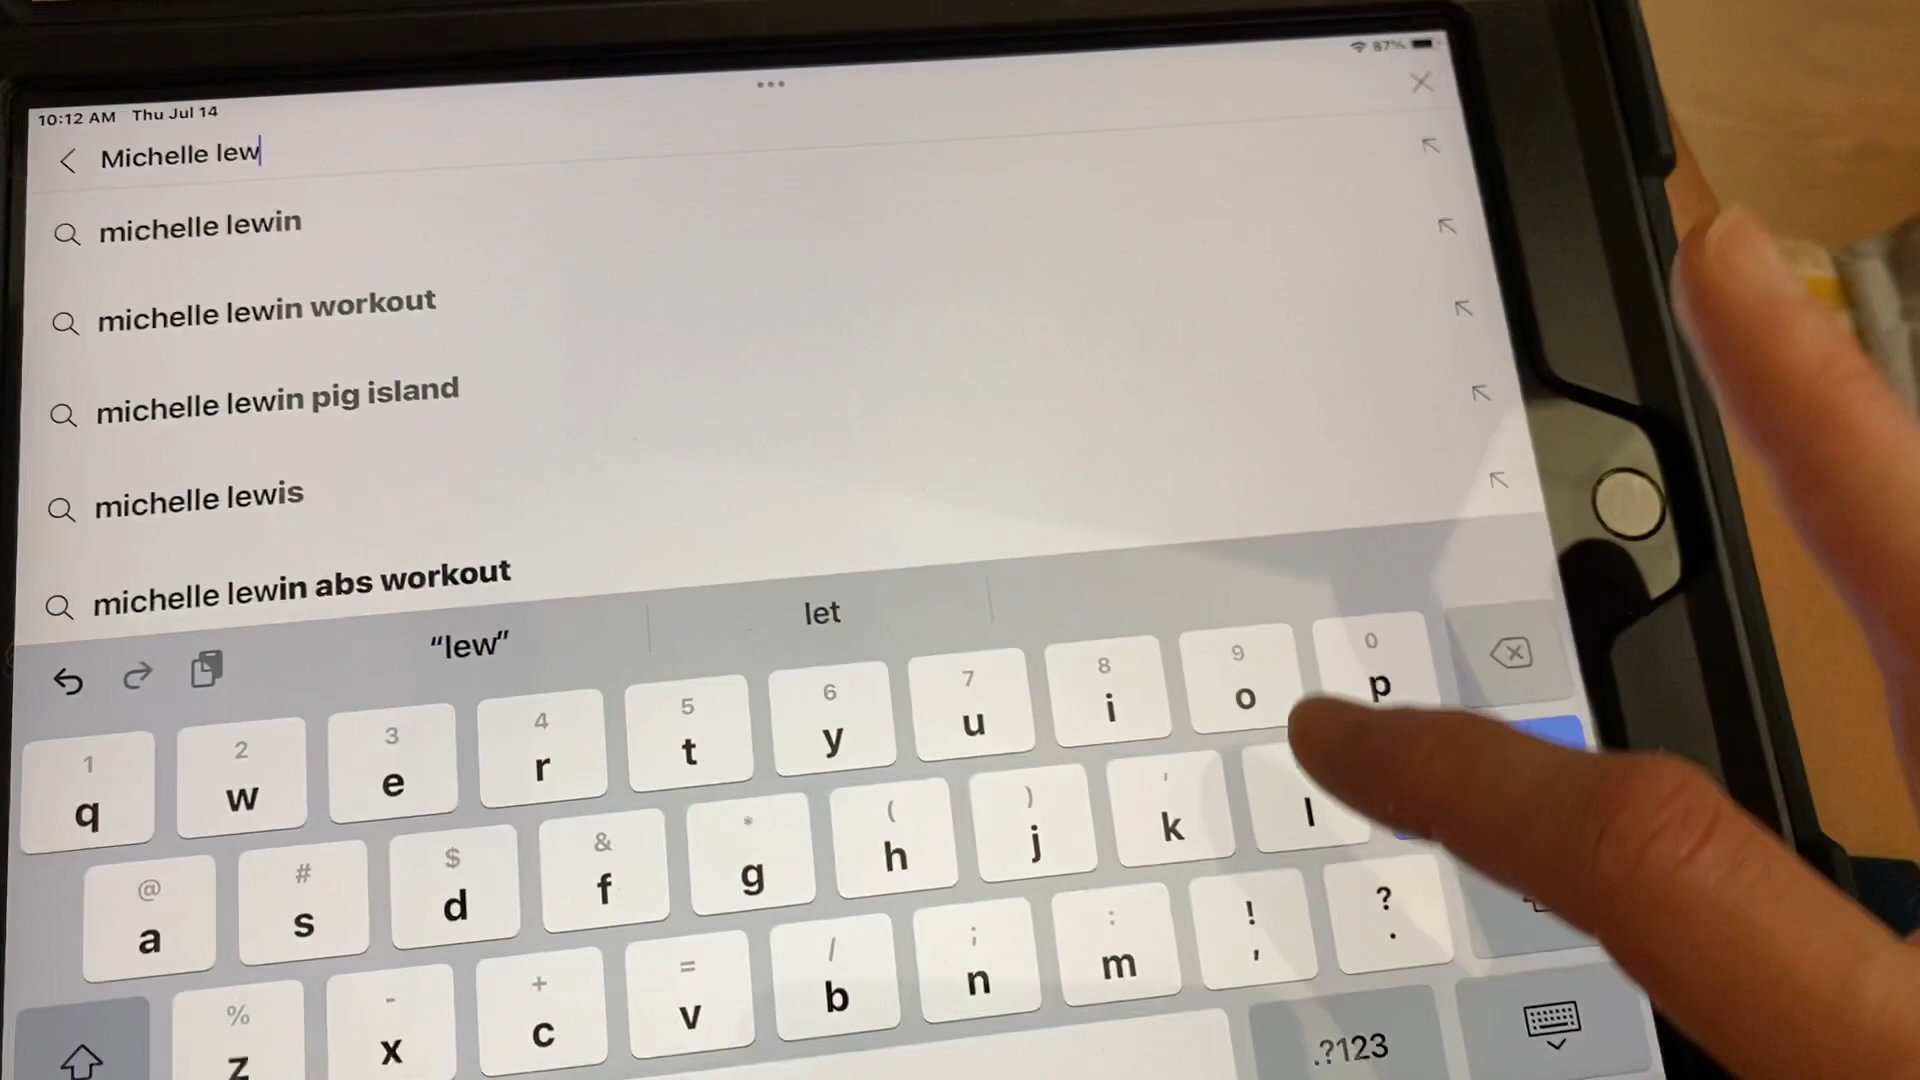 10:12 AM Thu Jul 14
87%
Michelle lew
michelle lewin
michelle lewin workout
michelle lewin pig island
michelle lewis
michelle lewin abs workout
“lew” let
1 2 3 4 5 6 7 8 9 0
q w e r t y u i o p
@ # $ & * ( ) '
a s d f g h j k l
% - + = / ; : ! ?
z x c v b n m , .
.?123